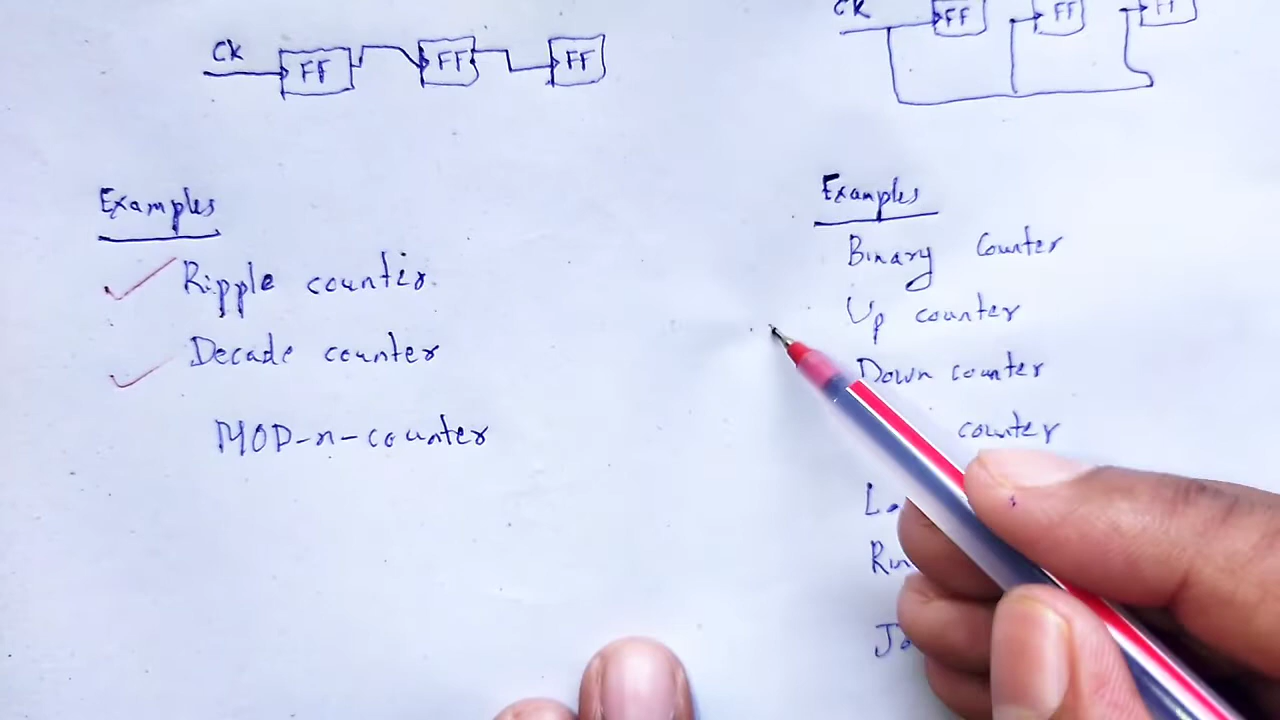 CK FF FF FF
Examples
Ripple counter
Decade counter
MOD-n-counter
CK FF FF FF
Examples
Binary Counter
Up counter
Down counter
counter